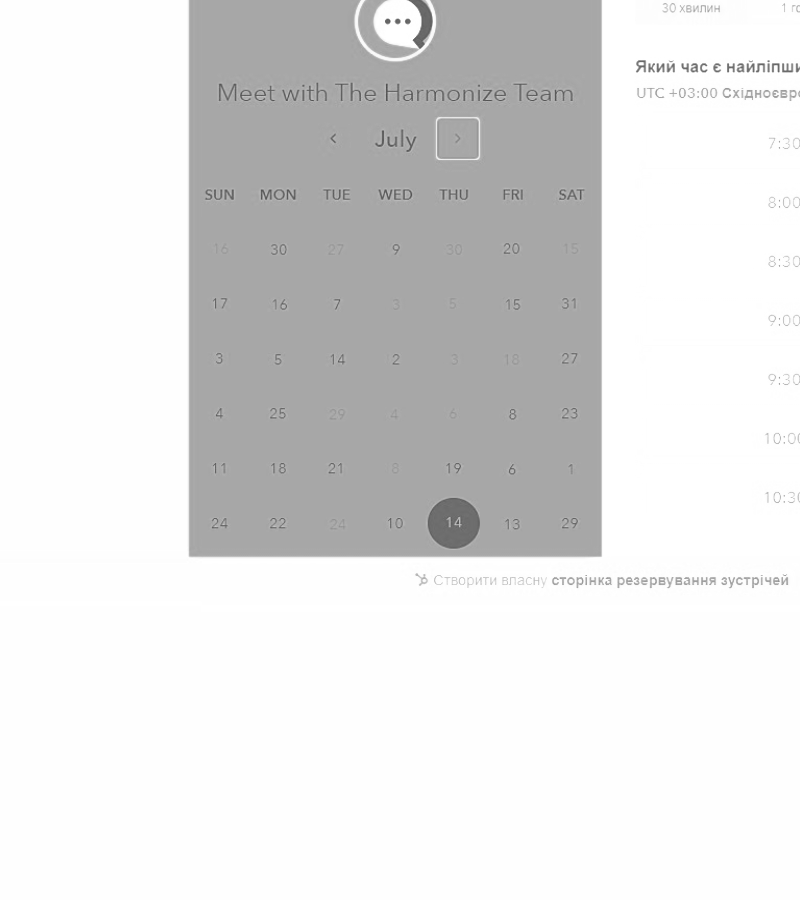 30 хвилин 1
Який час є
UTC +03:00
Meet with The Harmonize Team
July
SUN MON TUE WED THU FRI SAT
16 30 27 9 30 20 15
17 16 7 3 5 15 31
3 5 14 2 3 18 27
4 25 29 4 6 8 23
11 18 21 8 19 6 1
24 22 24 10 14 13 29
7:30
8:00
8:30
9:00
9:30
10:00
10:30
Створити власну сторінка резервування зустрічей